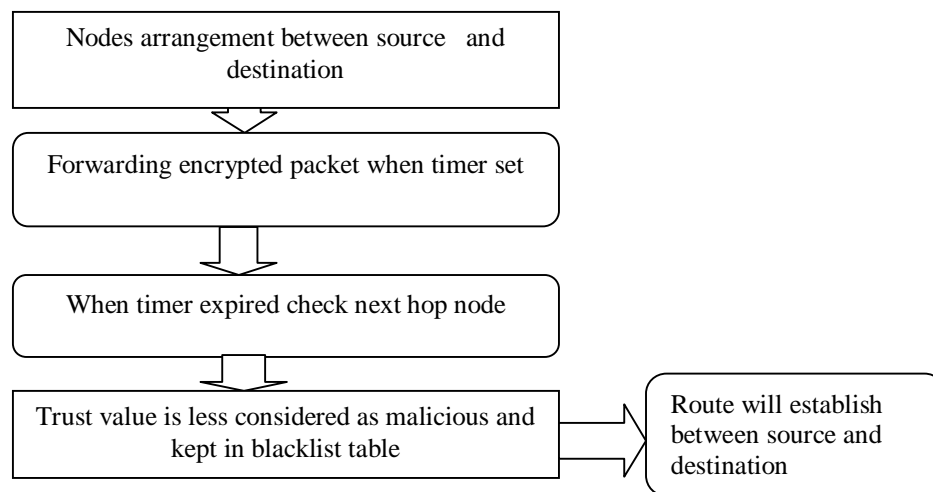 Nodes arrangement between source and
destination
Forwarding encrypted packet when timer set
When timer expired check next hop node
Trust value is less considered as malicious and
kept in blacklist table
Route will establish
between source and
destination